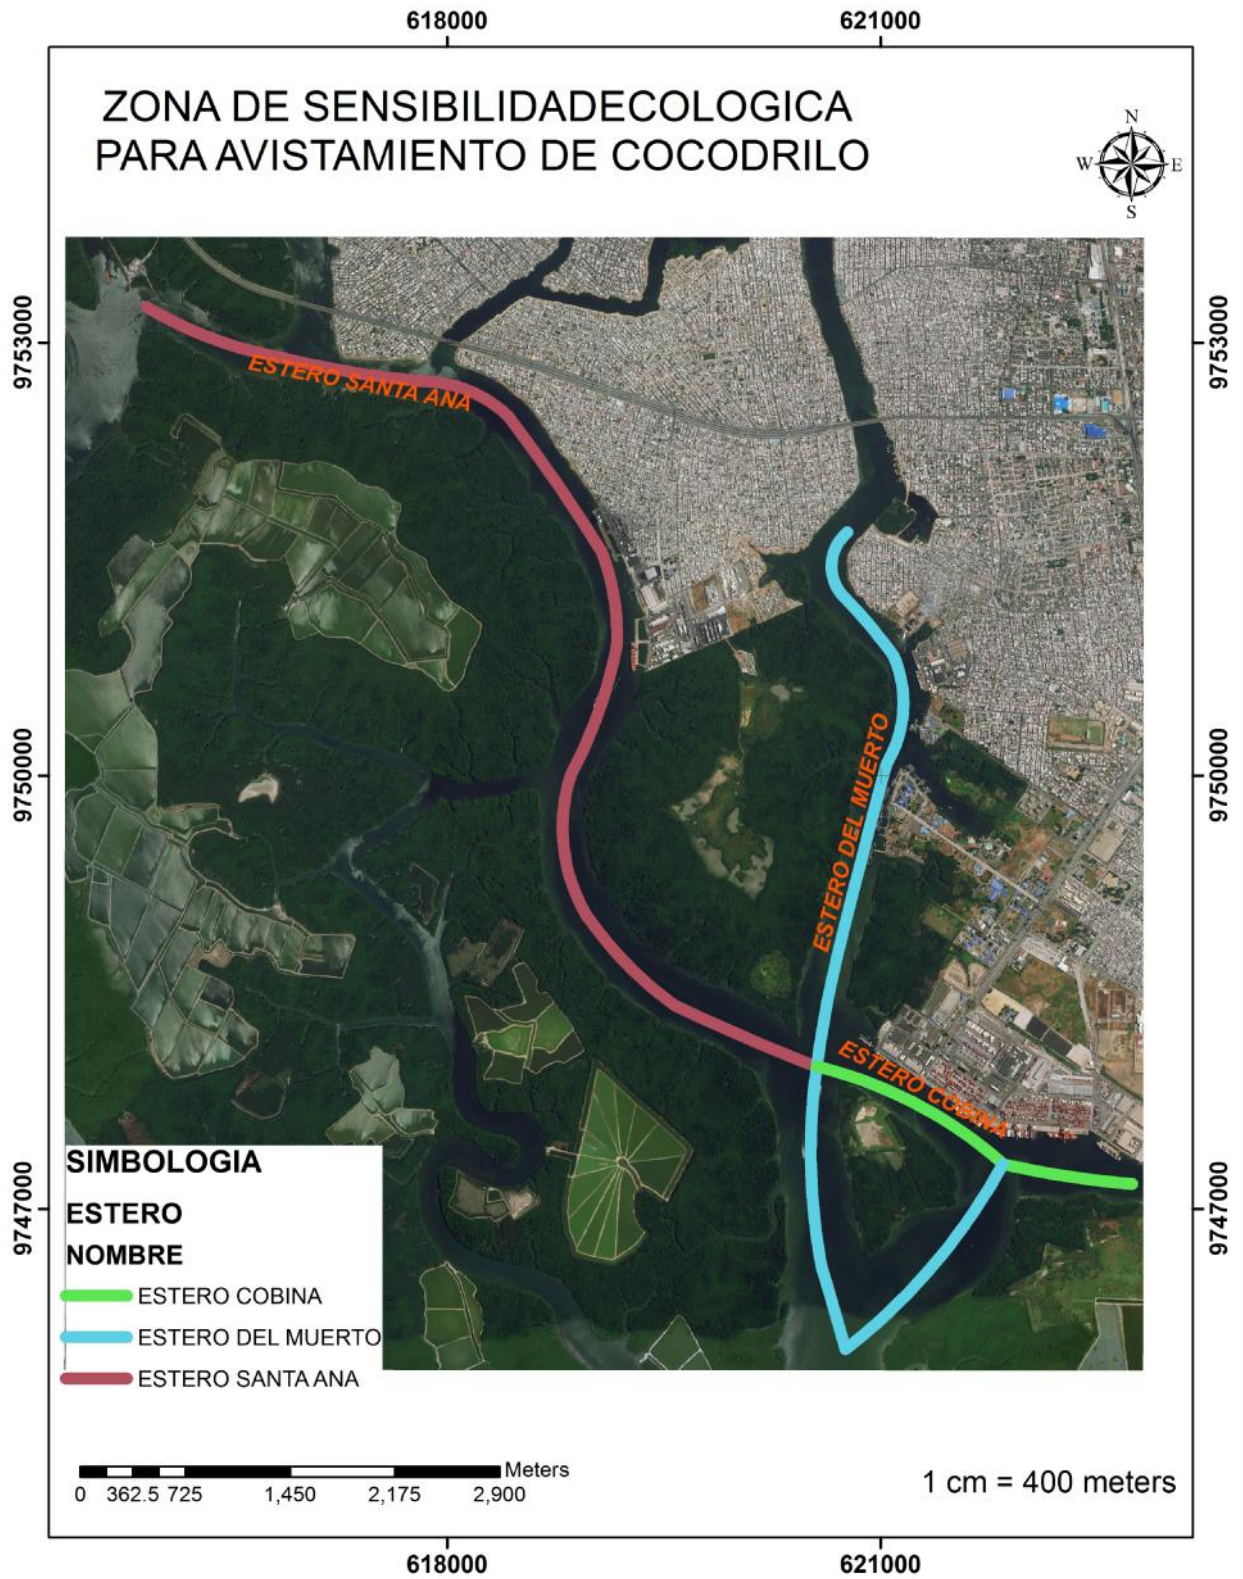 618000
621000
ZONA DE SENSIBILIDADECOLOGICA
PARA AVISTAMIENTO DE COCODRILO
N
W
E
S
9753000
9753000
ESTERO SANTA ANA
ESTERO DEL MUERTO
9750000
9750000
ESTERO COBINA
9747000
9747000
SIMBOLOGIA
ESTERO
NOMBRE
ESTERO COBINA
ESTERO DEL MUERTO
ESTERO SANTA ANA
Meters
0 362.5 725 1,450 2,175 2,900
1 cm = 400 meters
618000
621000